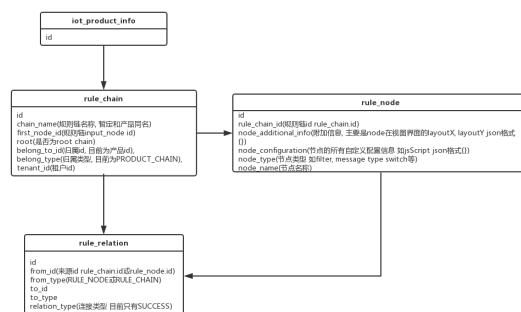 iot_product_info
id
rule_chain
id
chain_name(规则链名称, 暂定和产品同名)
first_node_id(规则链input_node id)
root(是否为root chain)
belong_to_id(归属id, 目前为产品id),
belong_type(归属类型, 目前为PRODUCT_CHAIN),
tenant_id(租户id)
rule_node
id
rule_chain_id(规则链id rule_chain.id)
node_additional_info(附加信息, 主要是node在视图界面的layoutX, layoutY json格式
{})
node_configuration(节点的所有自定义配置信息 如jsScript json格式{})
node_type(节点类型 如filter, message type switch等)
node_name(节点名称)
rule_relation
id
from_id(来源id rule_chain.id或rule_node.id)
from_type(RULE_NODE或RULE_CHAIN)
to_id
to_type
relation_type(连接类型 目前只有SUCCESS)